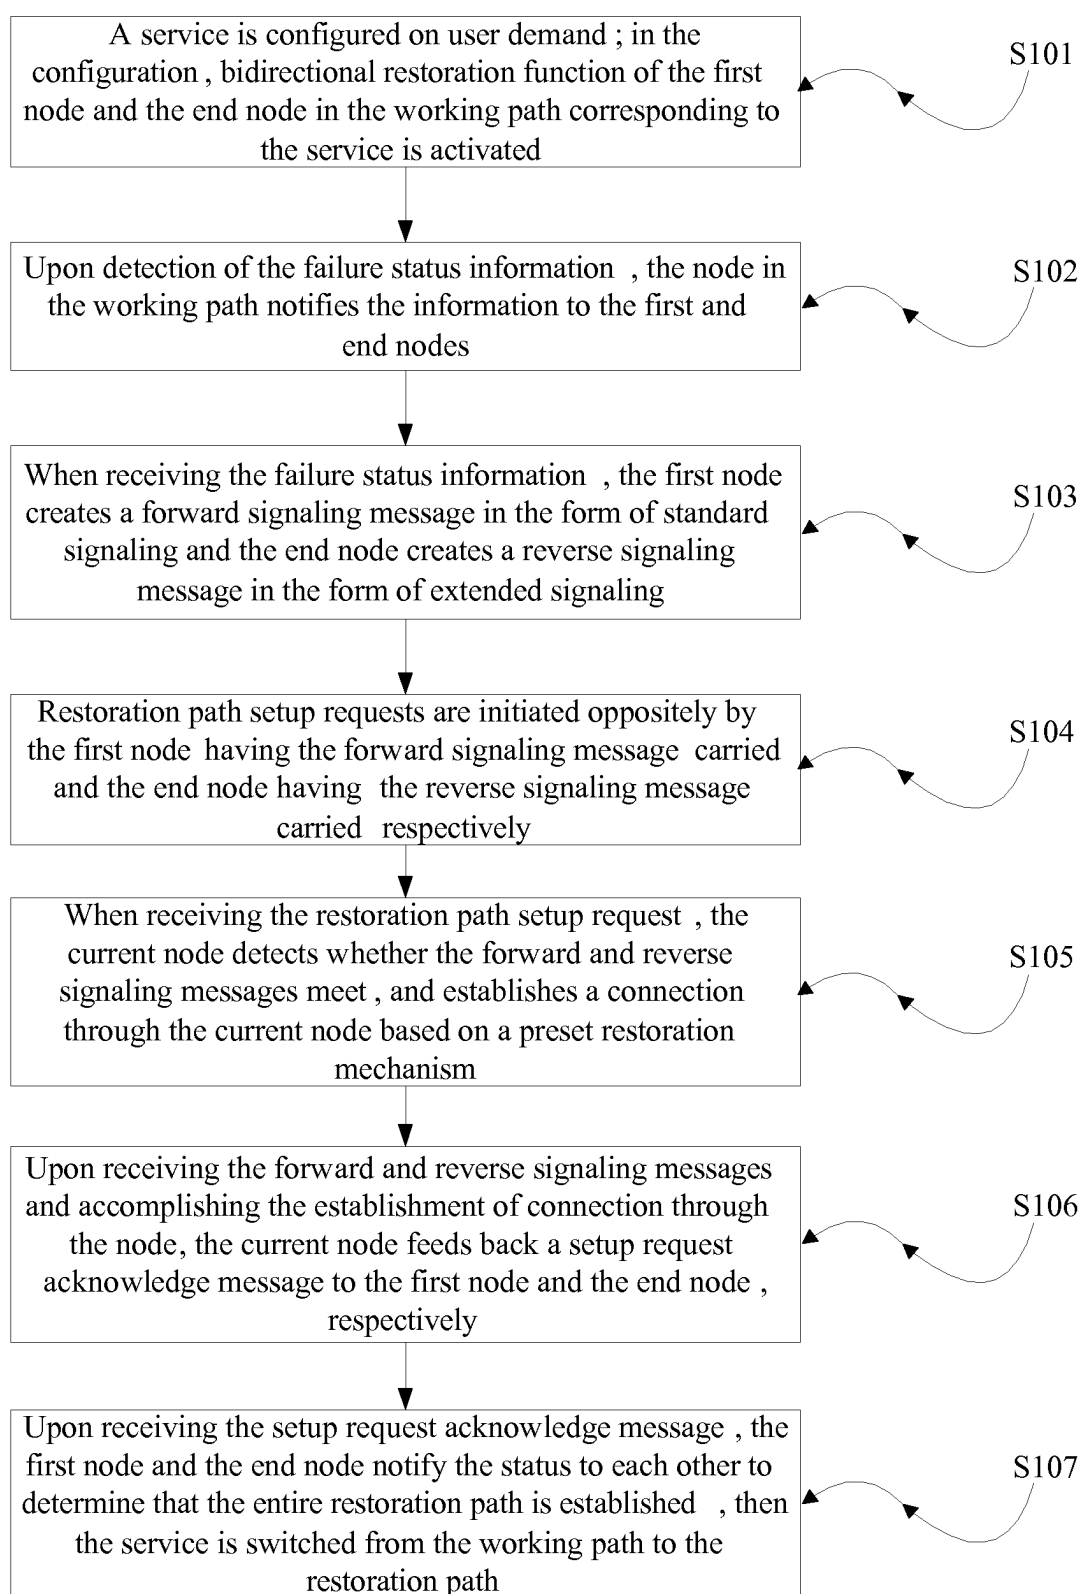 A service is configured on user demand ; in the
configuration , bidirectional restoration function of the first
node and the end node in the working path corresponding to
the service is activated
S101
Upon detection of the failure status information , the node in
the working path notifies the information to the first and
end nodes
S102
When receiving the failure status information , the first node
creates a forward signaling message in the form of standard
signaling and the end node creates a reverse signaling
message in the form of extended signaling
S103
Restoration path setup requests are initiated oppositely by
the first node having the forward signaling message carried
and the end node having the reverse signaling message
carried respectively
S104
When receiving the restoration path setup request , the
current node detects whether the forward and reverse
signaling messages meet , and establishes a connection
through the current node based on a preset restoration
mechanism
S105
Upon receiving the forward and reverse signaling messages
and accomplishing the establishment of connection through
the node, the current node feeds back a setup request
acknowledge message to the first node and the end node ,
respectively
S106
Upon receiving the setup request acknowledge message , the
first node and the end node notify the status to each other to
determine that the entire restoration path is established , then
the service is switched from the working path to the
restoration path
S107